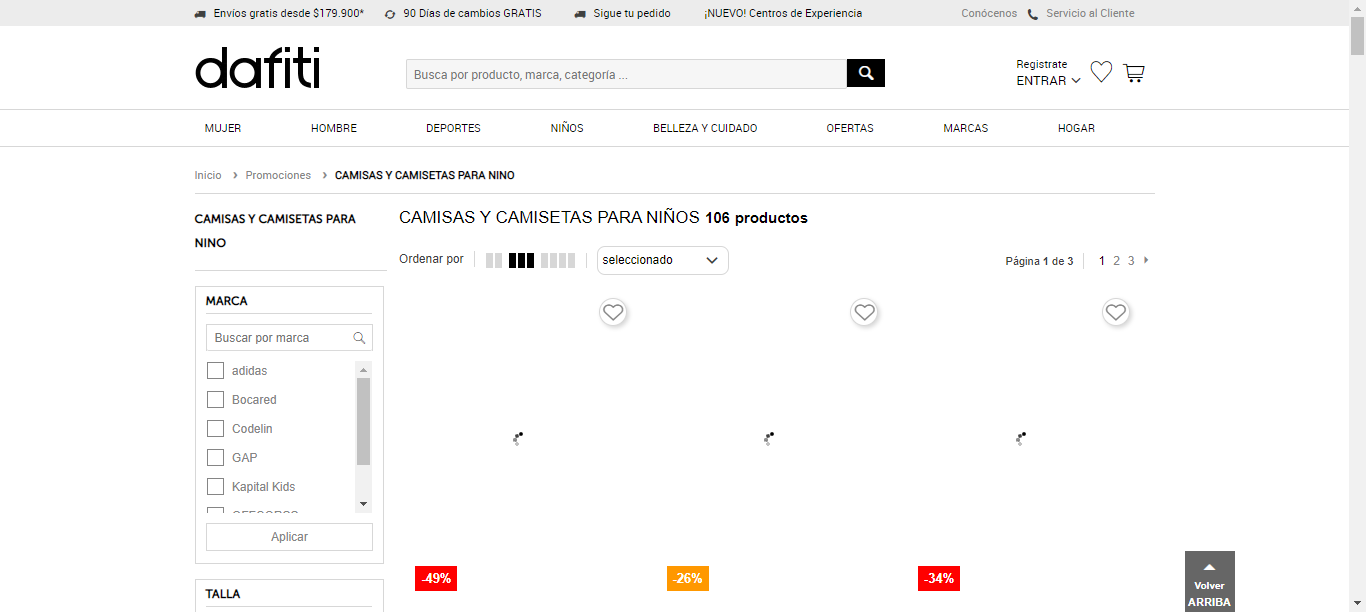 Envíos gratis desde $179.900* 90 Días de cambios GRATIS Sigue tu pedido ¡NUEVO! Centros de Experiencia Conócenos Servicio al Cliente
dafiti
Busca por producto, marca, categoría ...
Registrate
ENTRAR
MUJER HOMBRE DEPORTES NIÑOS BELLEZA Y CUIDADO OFERTAS MARCAS HOGAR
Inicio Promociones CAMISAS Y CAMISETAS PARA NINO
CAMISAS Y CAMISETAS PARA
NINO
MARCA
Buscar por marca
adidas
Bocared
Codelin
GAP
Kapital Kids
Aplicar
TALLA
CAMISAS Y CAMISETAS PARA NIÑOS 106 productos
Ordenar por seleccionado Página 1 de 3 1 2 3
-49% -26% -34%
Volver
ARRIBA